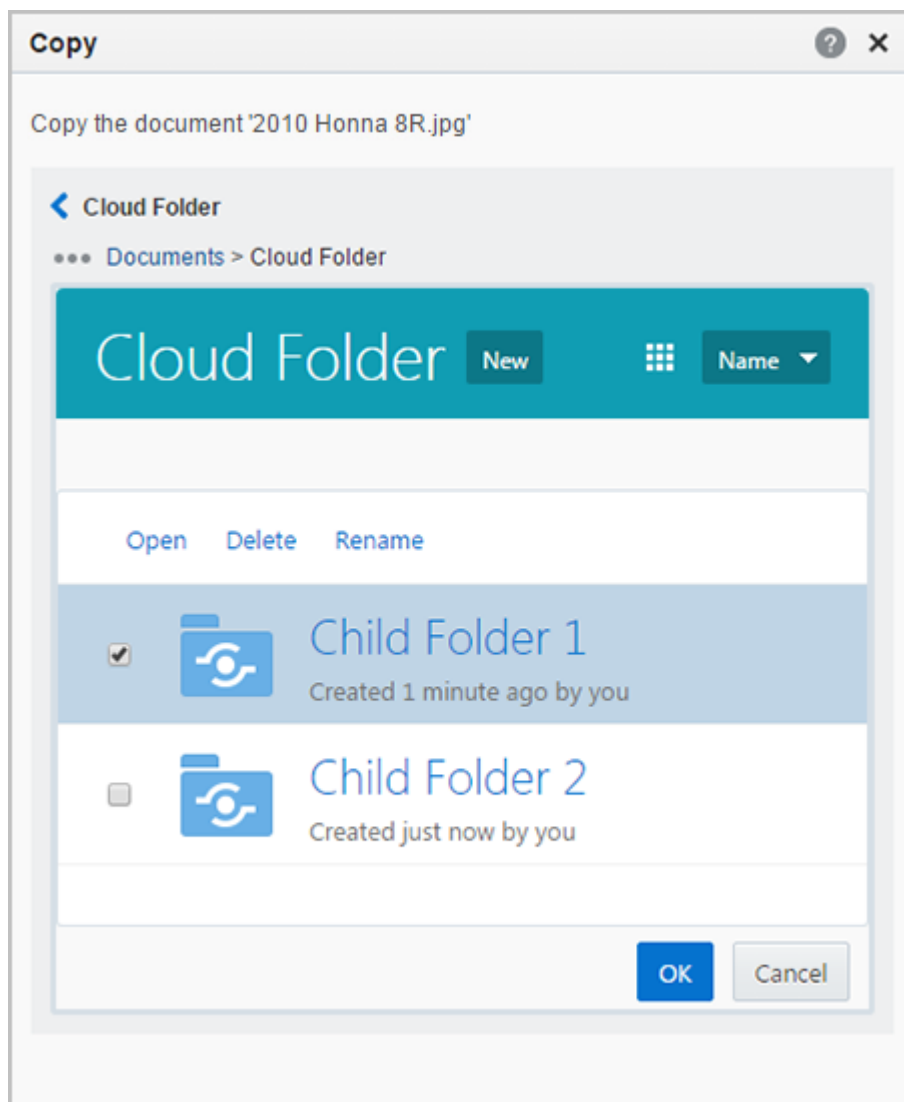 Copy
Copy the document '2010 Honna 8R.jpg'
Cloud Folder
Documents > Cloud Folder
Cloud Folder New Name
Open Delete Rename
Child Folder 1
Created 1 minute ago by you
Child Folder 2
Created just now by you
OK Cancel